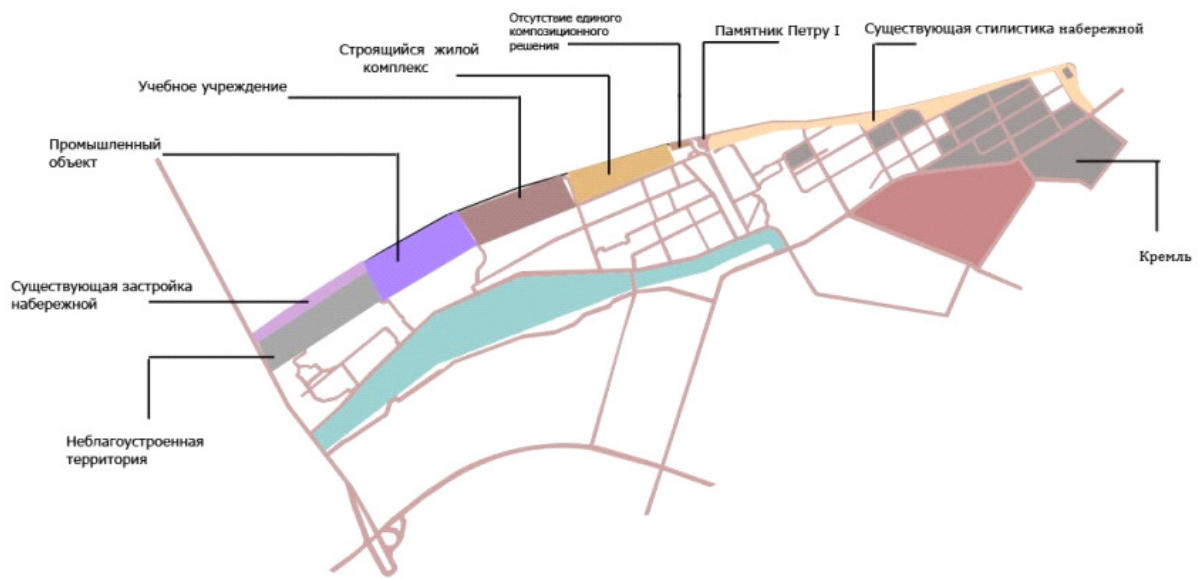 Отсутствие единого
композиционного
решения
Памятник Петру I
Существующая стилистика набережной
Строящийся жилой
комплекс
Учебное учреждение
Промышленный
объект
Кремль
Существующая застройка
набережной
Неблагоустроенная
территория